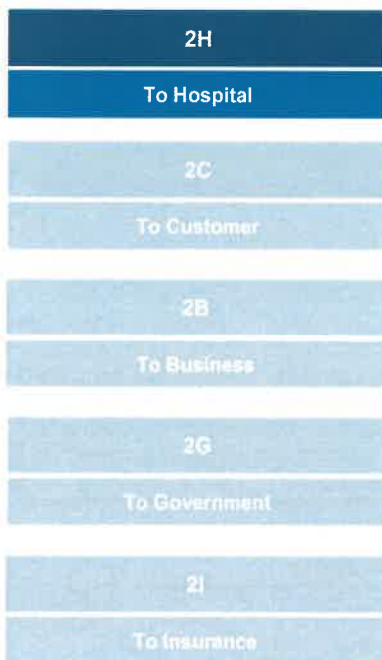 2H
To Hospital
2C
To Customer
2B
To Business
2G
To Government
2I
To Insurance